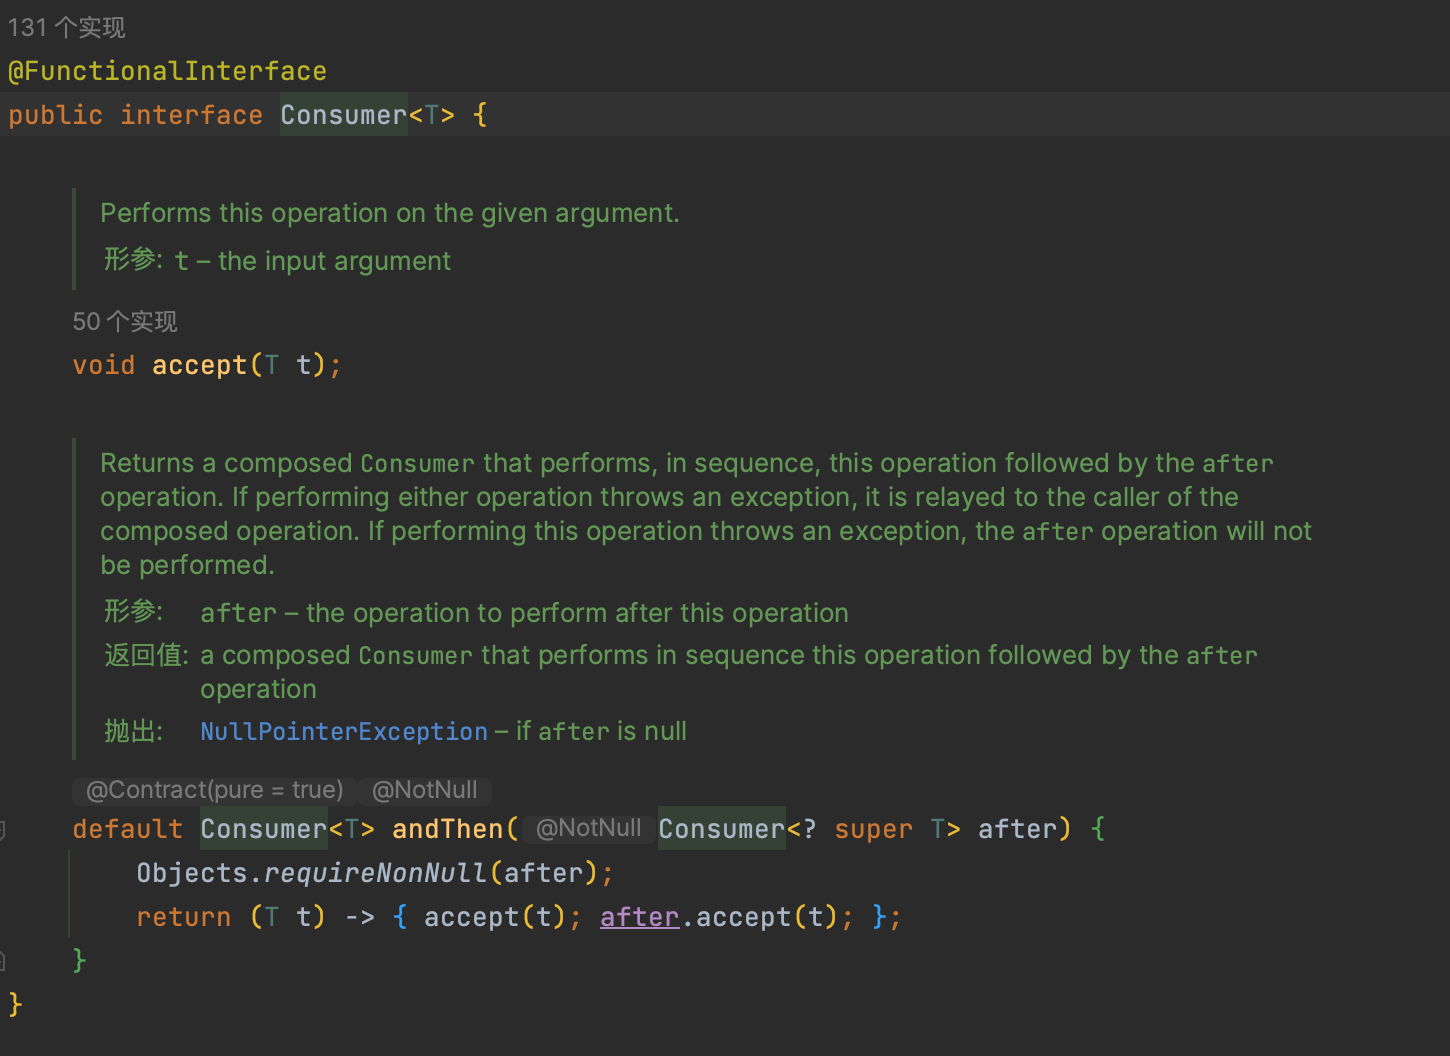 131 个实现
@FunctionalInterface
public interface Consumer<T> {
Performs this operation on the given argument.
形参: t – the input argument
50 个实现
void accept(T t);
Returns a composed Consumer that performs, in sequence, this operation followed by the after
operation. If performing either operation throws an exception, it is relayed to the caller of the
composed operation. If performing this operation throws an exception, the after operation will not
be performed.
形参: after – the operation to perform after this operation
返回值: a composed Consumer that performs in sequence this operation followed by the after
operation
抛出: NullPointerException – if after is null
@Contract(pure = true) @NotNull
default Consumer<T> andThen( @NotNull Consumer<? super T> after) {
Objects.requireNonNull(after);
return (T t) -> { accept(t); after.accept(t); };
}
}